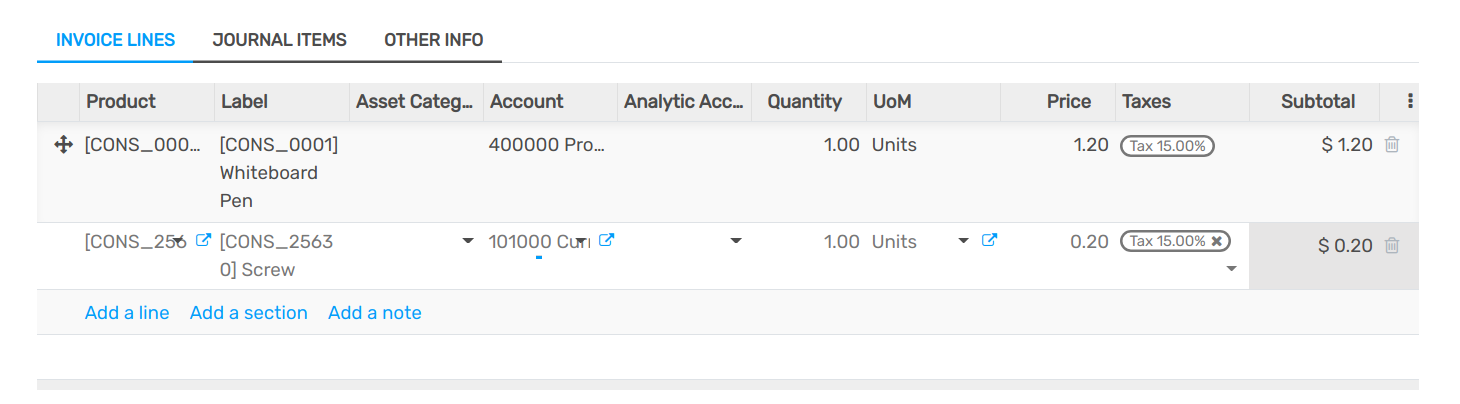 INVOICE LINES JOURNAL ITEMS OTHER INFO
Product Label Asset Categ... Account Analytic Acc... Quantity UoM Price Taxes Subtotal
[CONS_000... [CONS_0001] 400000 Pro... 1.00 Units 1.20 Tax 15.00% $ 1.20
Whiteboard
Pen
[CONS_256 [CONS_2563 101000 Curr 1.00 Units 0.20 Tax 15.00% $ 0.20
0] Screw
Add a line Add a section Add a note